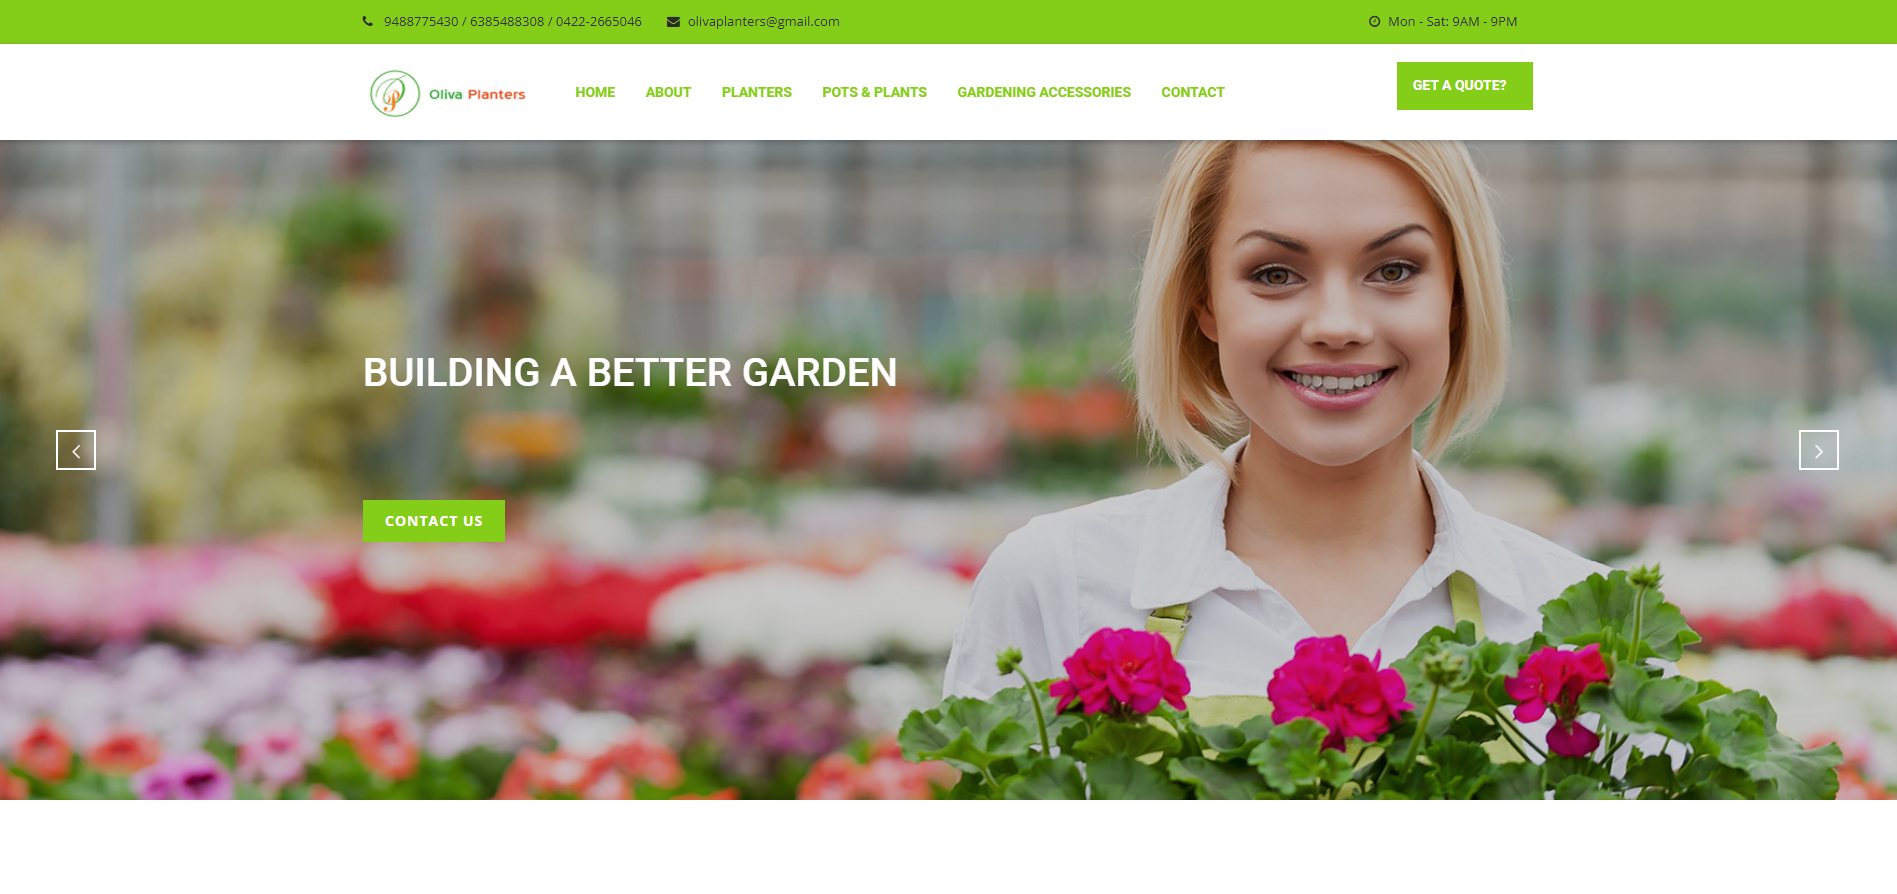 9488775430 / 6385488308 / 0422-2665046 olivaplanters@gmail.com Mon - Sat: 9AM - 9PM
Oliva Planters HOME ABOUT PLANTERS POTS & PLANTS GARDENING ACCESSORIES CONTACT GET A QUOTE?
BUILDING A BETTER GARDEN
CONTACT US